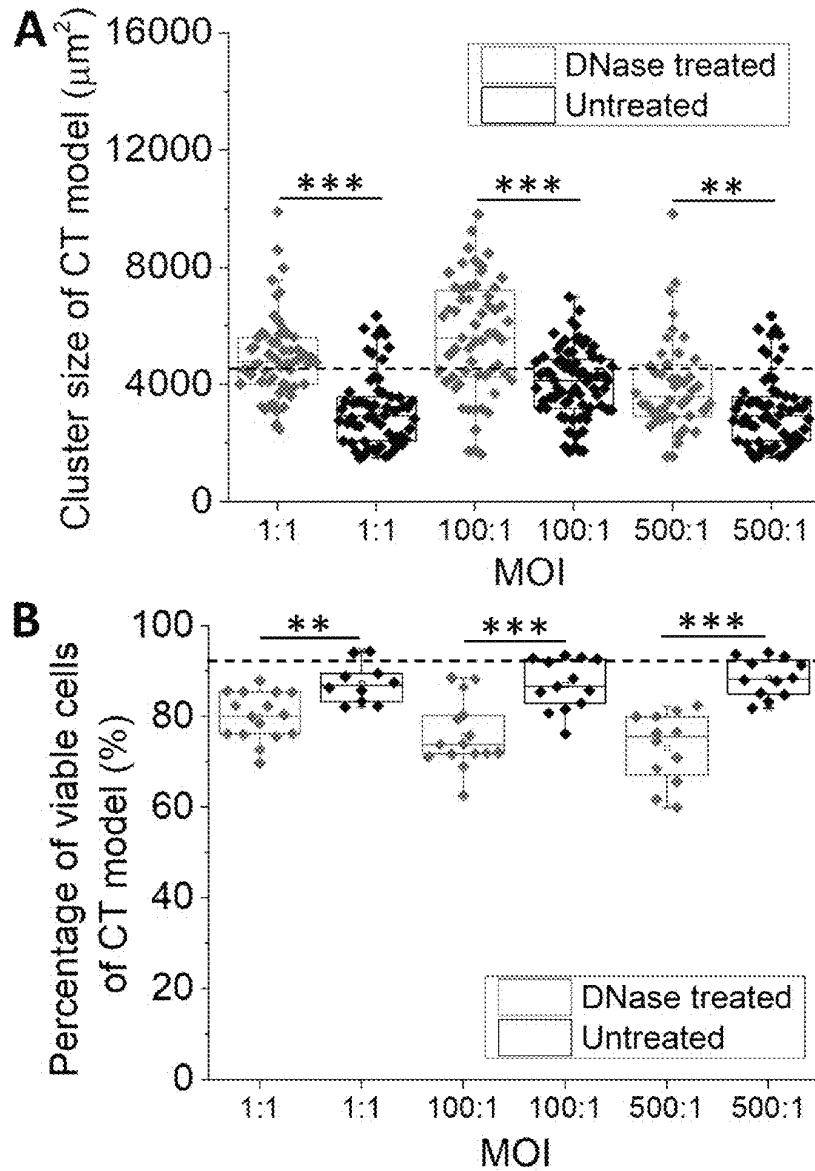 A
Cluster size of CT model (μm²)
16000
12000
8000
4000
0
DNase treated
Untreated
***
***
**
1:1
1:1
100:1
100:1
500:1
500:1
MOI
B
Percentage of viable cells
of CT model (%)
100
80
60
40
20
0
**
***
***
DNase treated
Untreated
1:1
1:1
100:1
100:1
500:1
500:1
MOI